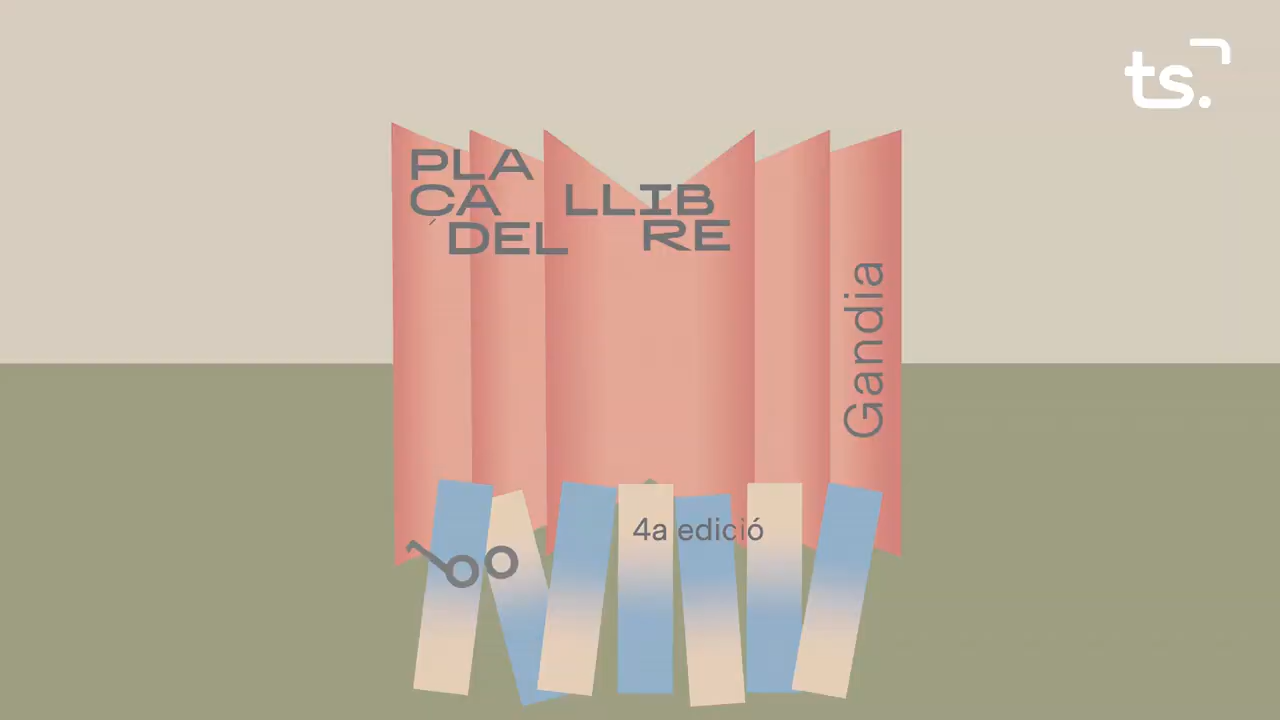 ts.
PLA
ÇA
DEL
LLIB
RE
Gandia
4a edició